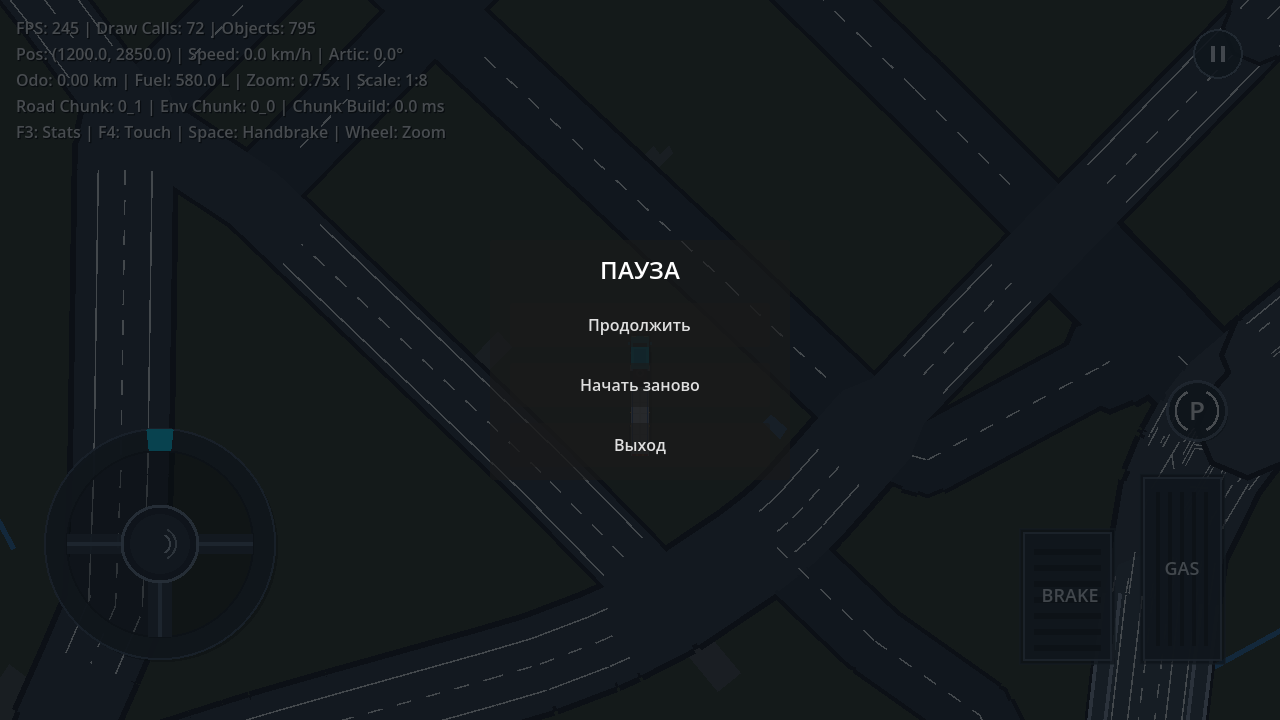 FPS: 245 | Draw Calls: 72 | Objects: 795
Pos: (1200.0, 2850.0) | Speed: 0.0 km/h | Artic: 0.0°
Odo: 0.00 km | Fuel: 580.0 L | Zoom: 0.75x | Scale: 1:8
Road Chunk: 0_1 | Env Chunk: 0_0 | Chunk Build: 0.0 ms
F3: Stats | F4: Touch | Space: Handbrake | Wheel: Zoom
ПАУЗА
Продолжить
Начать заново
Выход
P
GAS
BRAKE